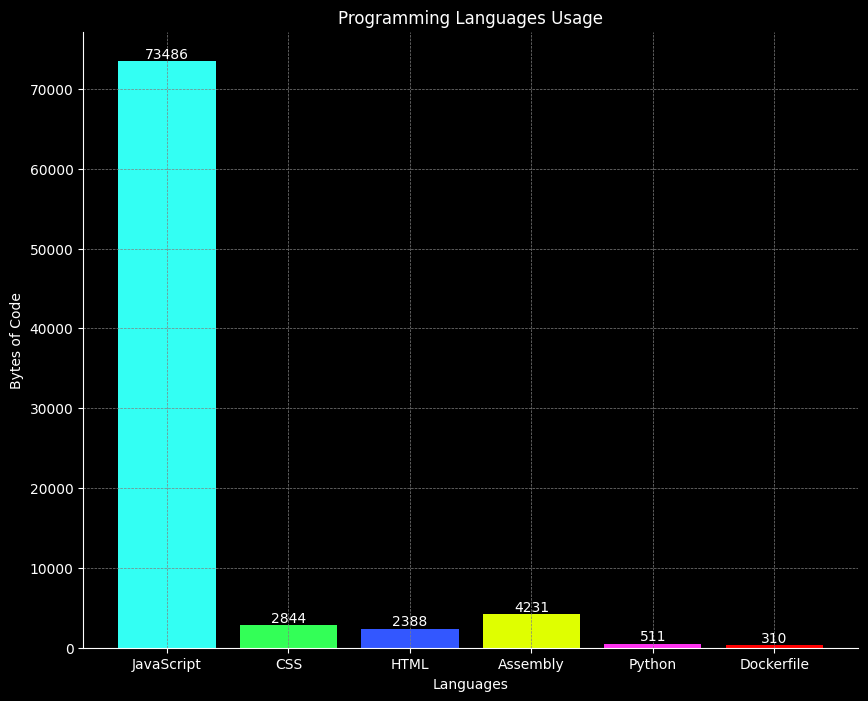 Programming Languages Usage
Bytes of Code
70000
60000
50000
40000
30000
20000
10000
0
73486
2844
2388
4231
511
310
JavaScript
CSS
HTML
Assembly
Python
Dockerfile
Languages